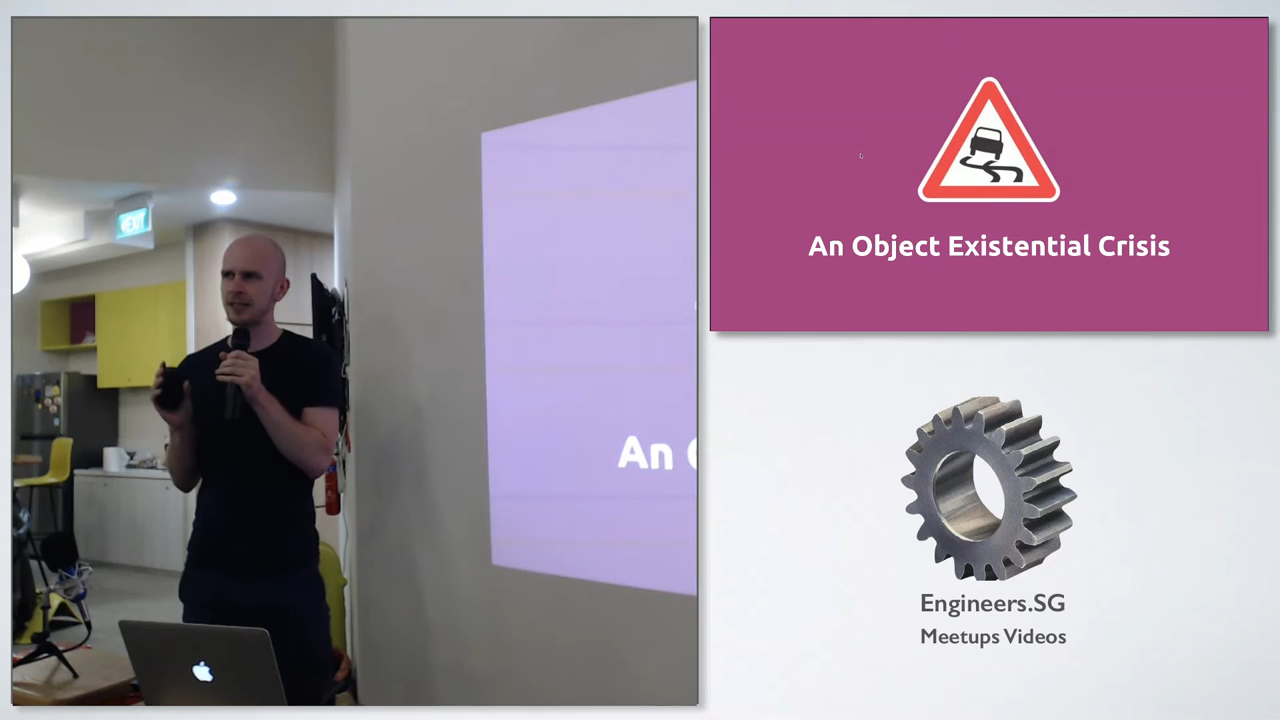 EXIT
An
An Object Existential Crisis
Engineers.SG
Meetups Videos